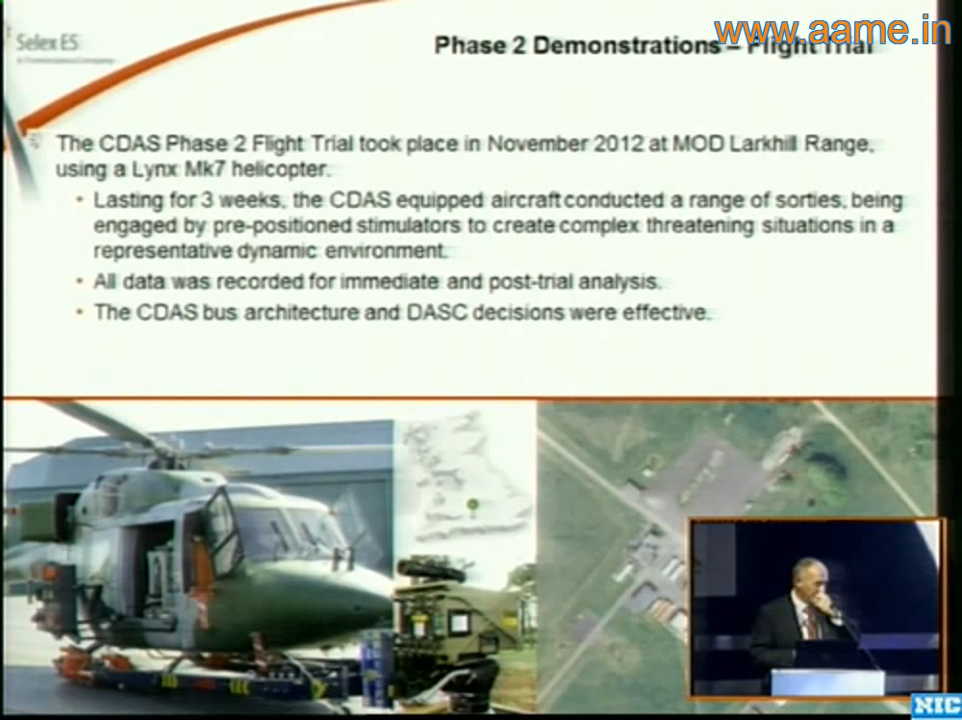 www.aame.in
Selex ES
Phase 2 Demonstrations – Flight Trial
The CDAS Phase 2 Flight Trial took place in November 2012 at MOD Larkhill Range,
using a Lynx Mk7 helicopter.
• Lasting for 3 weeks, the CDAS equipped aircraft conducted a range of sorties, being
engaged by pre-positioned stimulators to create complex threatening situations in a
representative dynamic environment.
• All data was recorded for immediate and post-trial analysis.
• The CDAS bus architecture and DASC decisions were effective.
NIC